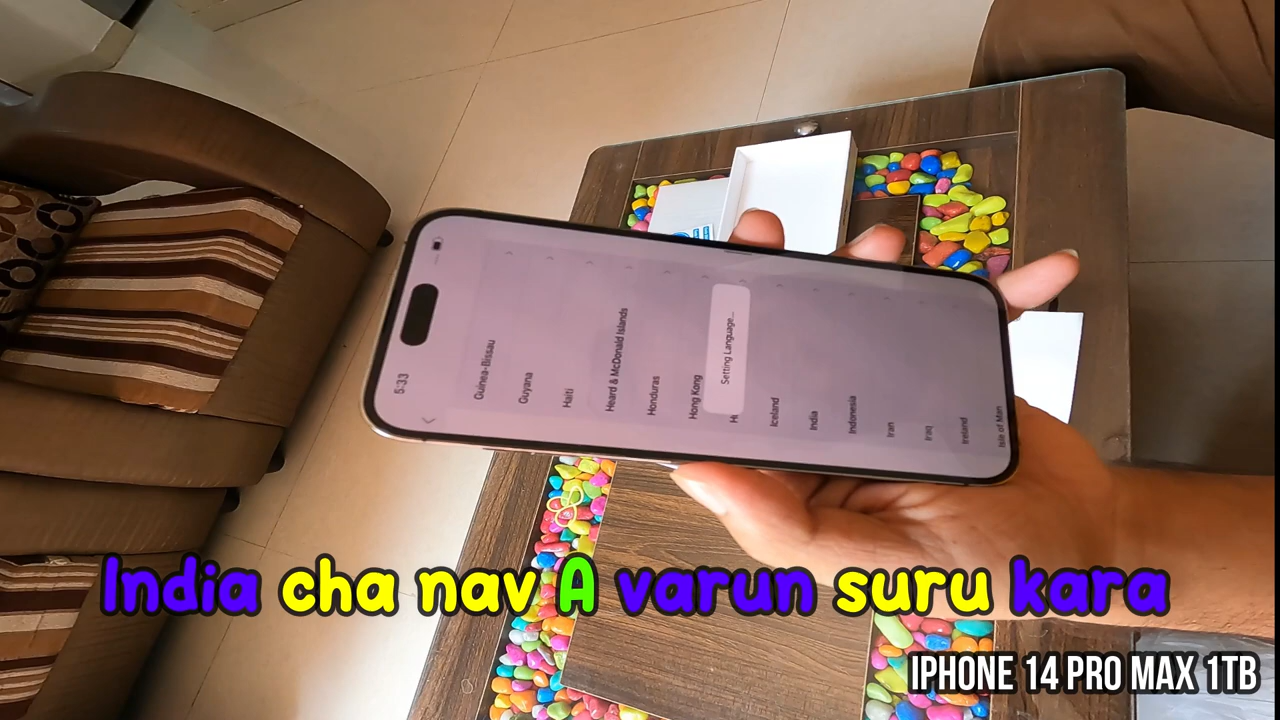 5:33
Guinea-Bissau
Guyana
Haiti
Heard & McDonald Islands
Honduras
Hong Kong
Setting Language...
Iceland
India
Indonesia
Iran
Iraq
Ireland
Isle of Man
India cha nav A varun suru kara
IPHONE 14 PRO MAX 1TB